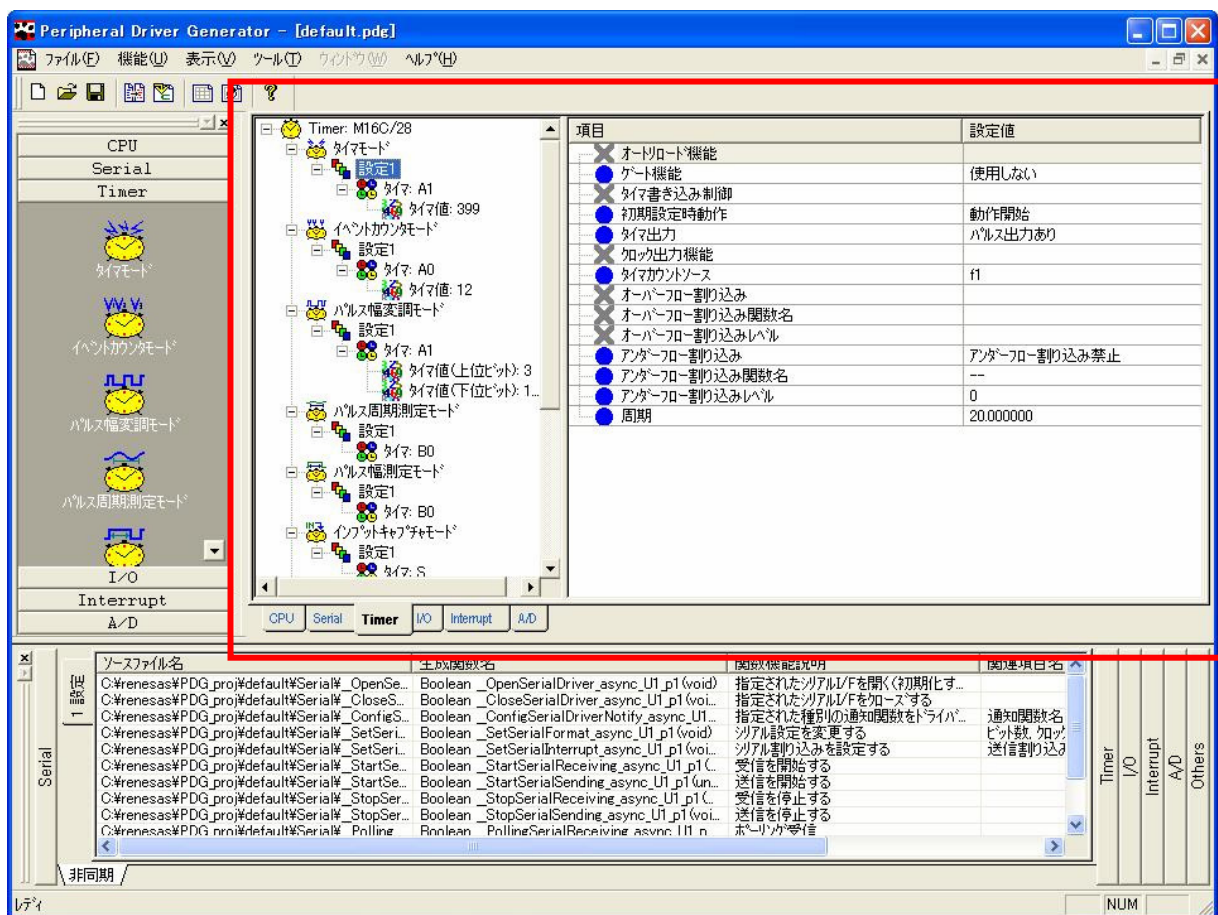 Peripheral Driver Generator - [default.pdg]
ファイル(F) 機能(U) 表示(V) ツール(T) ウィンドウ(W) ヘルプ(H)
CPU
Serial
Timer
タイマモード
イベントカウンタモード
パルス幅変調モード
パルス周期測定モード
I/O
Interrupt
A/D
Timer: M16C/28
タイマモード
設定1
タイマ: A1
タイマ値: 399
イベントカウンタモード
設定1
タイマ: A0
タイマ値: 12
パルス幅変調モード
設定1
タイマ: A1
タイマ値(上位ビット): 3
タイマ値(下位ビット): 1...
パルス周期測定モード
設定1
タイマ: B0
パルス幅測定モード
設定1
タイマ: B0
インプットキャプチャモード
設定1
タイマ: S
項目 設定値
オートリロード機能
ゲート機能 使用しない
タイマ書き込み制御
初期設定時動作 動作開始
タイマ出力 パルス出力あり
クロック出力機能
タイマカウントソース f1
オーバーフロー割り込み
オーバーフロー割り込み関数名
オーバーフロー割り込みレベル
アンダーフロー割り込み アンダーフロー割り込み禁止
アンダーフロー割り込み関数名 --
アンダーフロー割り込みレベル 0
周期 20.000000
CPU Serial Timer I/O Interrupt A/D
ソースファイル名 生成関数名 関数機能説明 関連項目名
C:¥renesas¥PDG_proj¥default¥Serial¥_OpenSe... Boolean _OpenSerialDriver_async_U1_p1(void) 指定されたシリアルI/Fを開く(初期化す...
C:¥renesas¥PDG_proj¥default¥Serial¥_CloseS... Boolean _CloseSerialDriver_async_U1_p1(voi... 指定されたシリアルI/Fをクローズする
C:¥renesas¥PDG_proj¥default¥Serial¥_ConfigS... Boolean _ConfigSerialDriverNotify_async_U1... 指定された種別の通知関数をドライバ... 通知関数名
C:¥renesas¥PDG_proj¥default¥Serial¥_SetSeri... Boolean _SetSerialFormat_async_U1_p1(void) シリアル設定を変更する ビット数, クロッ
C:¥renesas¥PDG_proj¥default¥Serial¥_SetSeri... Boolean _SetSerialInterrupt_async_U1_p1(voi... シリアル割り込みを設定する 送信割り込み
C:¥renesas¥PDG_proj¥default¥Serial¥_StartSe... Boolean _StartSerialReceiving_async_U1_p1(... 受信を開始する
C:¥renesas¥PDG_proj¥default¥Serial¥_StartSe... Boolean _StartSerialSending_async_U1_p1(un... 送信を開始する
C:¥renesas¥PDG_proj¥default¥Serial¥_StopSer... Boolean _StopSerialReceiving_async_U1_p1(... 受信を停止する
C:¥renesas¥PDG_proj¥default¥Serial¥_StopSer... Boolean _StopSerialSending_async_U1_p1(voi... 送信を停止する
C:¥renesas¥PDG_proj¥default¥Serial¥_Polling... Boolean _PollingSerialReceiving_async_U1_p... ポーリング受信
Serial
設定 1
非同期
Timer
I/O
Interrupt
A/D
Others
レディ
NUM